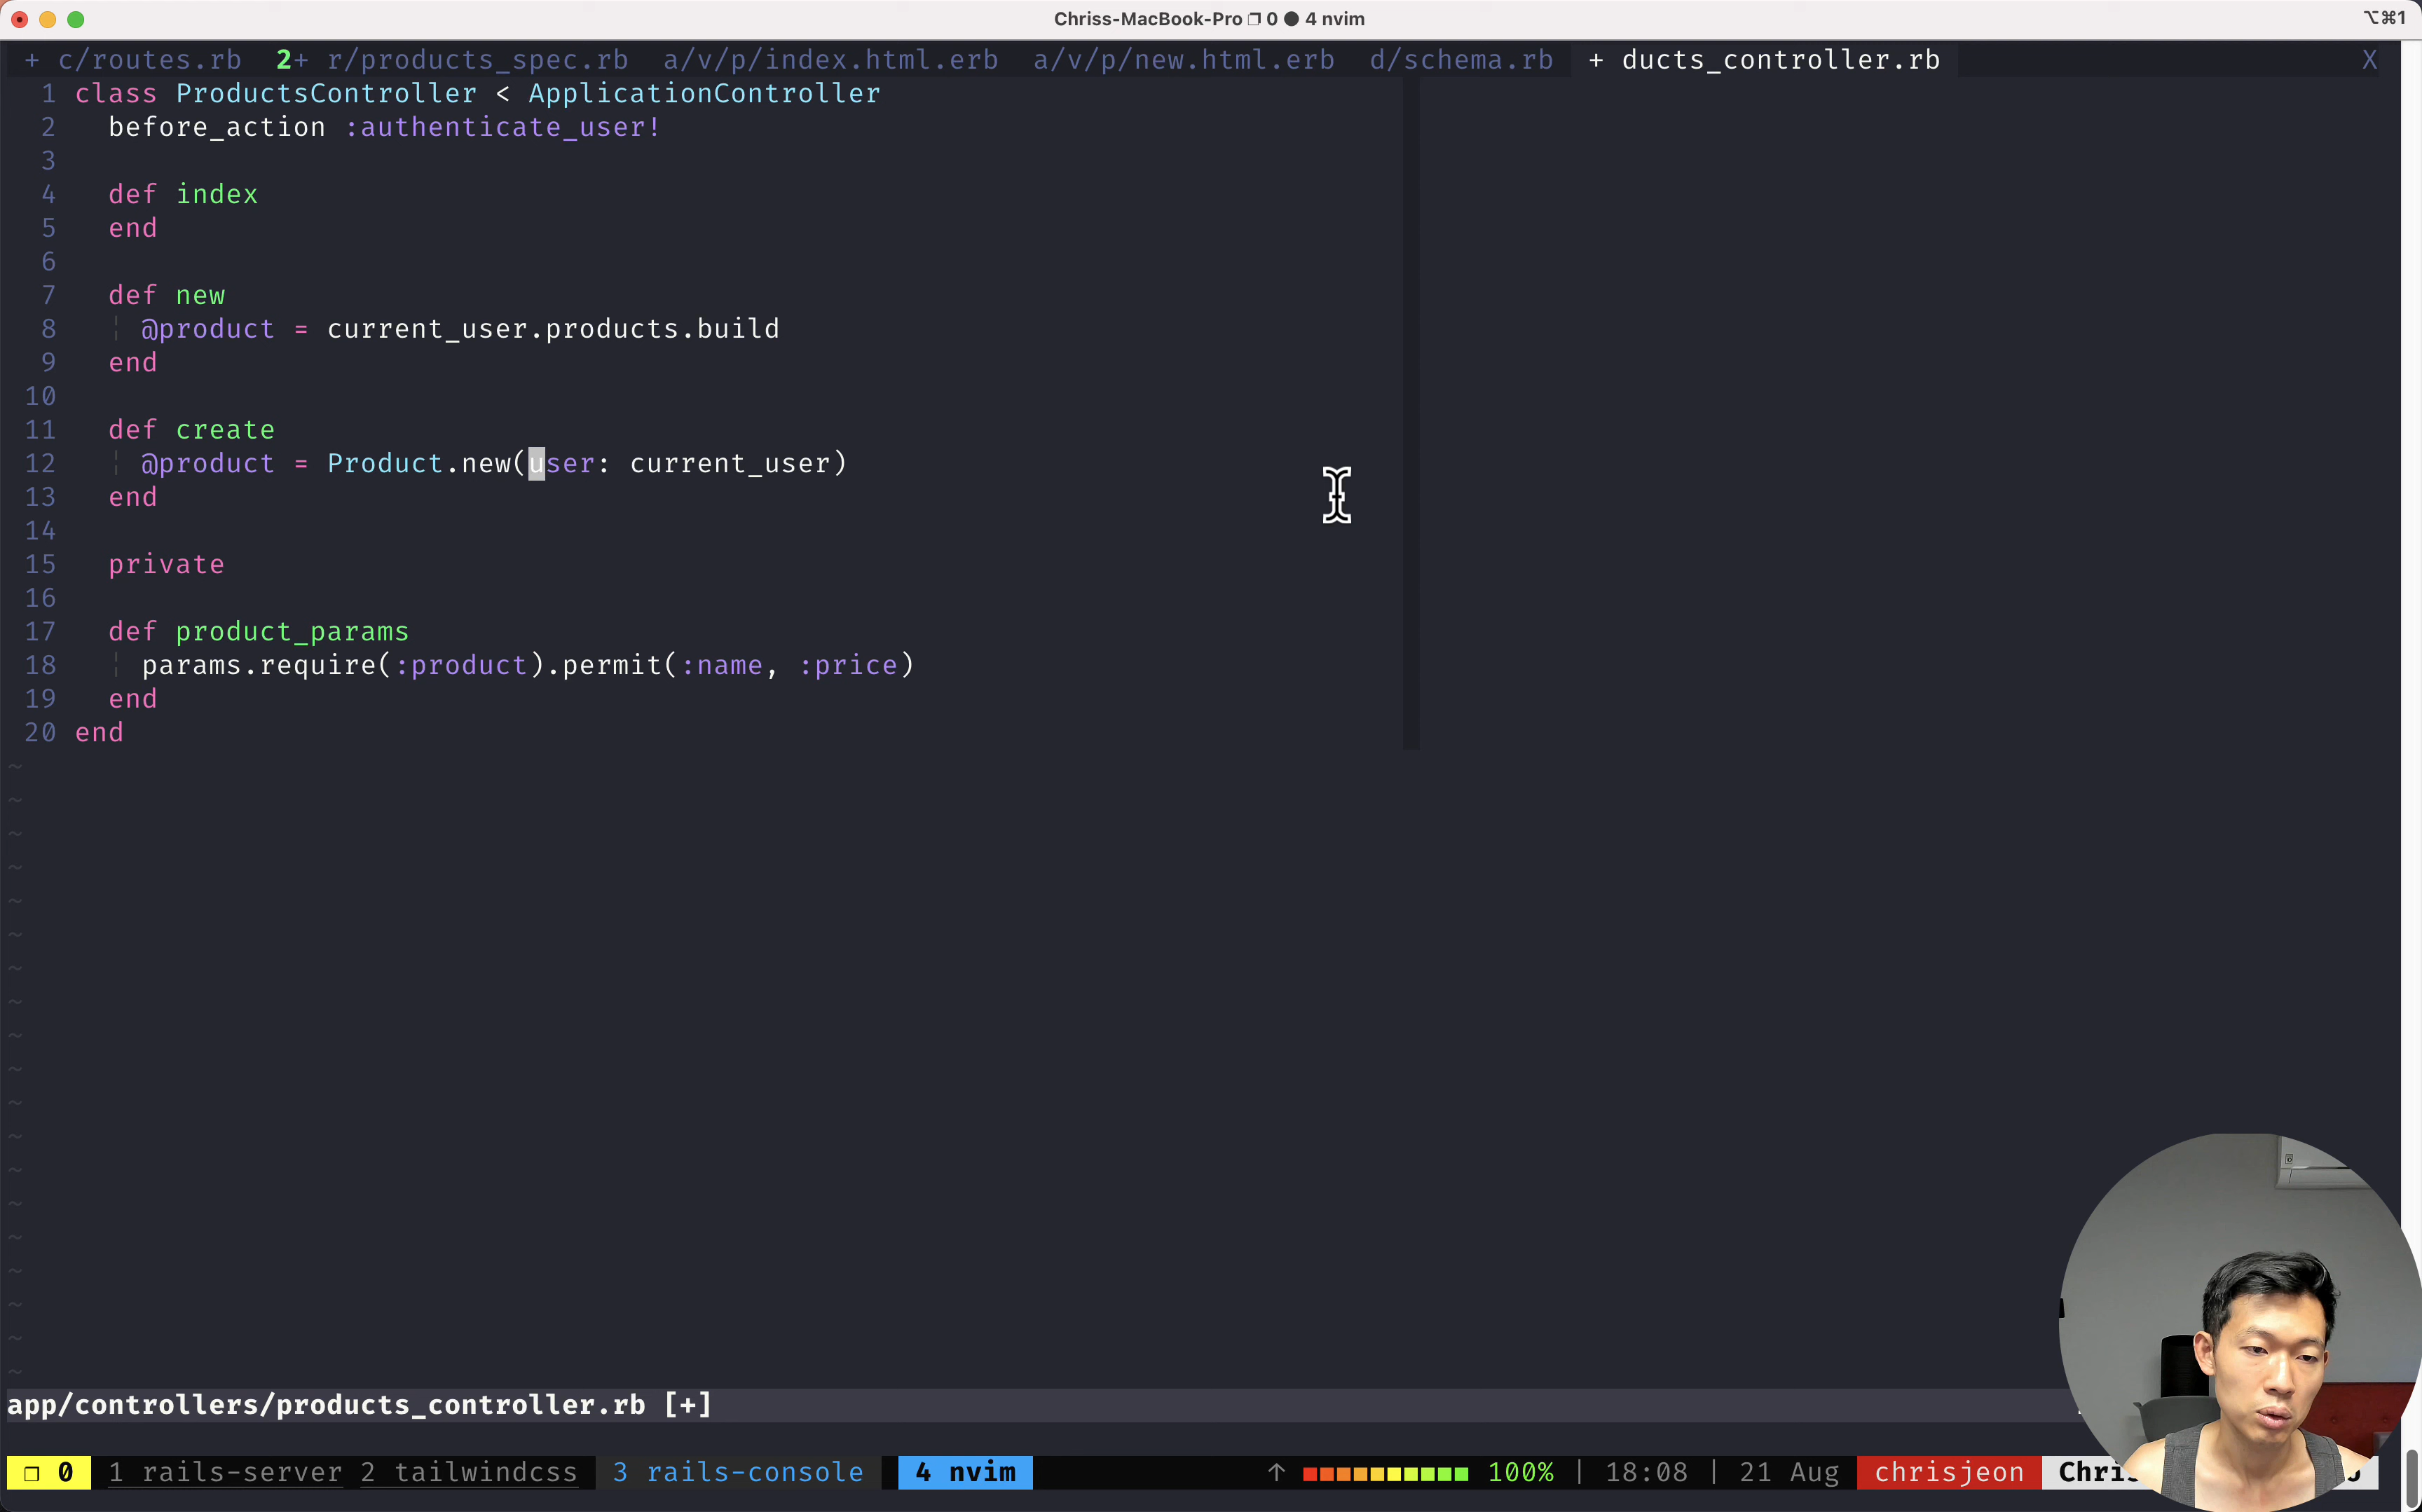 Chriss-MacBook-Pro ❐ 0 ● 4 nvim
⌥⌘1
+ c/routes.rb 2+ r/products_spec.rb a/v/p/index.html.erb a/v/p/new.html.erb d/schema.rb + ducts_controller.rb X
1 class ProductsController < ApplicationController
2 before_action :authenticate_user!
3
4 def index
5 end
6
7 def new
8 @product = current_user.products.build
9 end
10
11 def create
12 @product = Product.new(user: current_user)
13 end
14
15 private
16
17 def product_params
18 params.require(:product).permit(:name, :price)
19 end
20 end
app/controllers/products_controller.rb [+]
❐ 0 1 rails-server 2 tailwindcss 3 rails-console 4 nvim ↑ 100% | 18:08 | 21 Aug chrisjeon